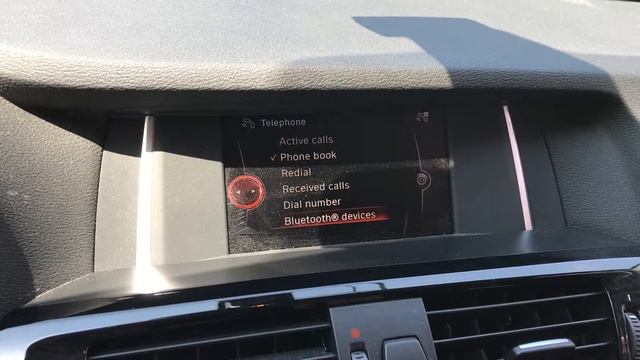 Telephone
Active calls
✓ Phone book
Redial
Received calls
Dial number
Bluetooth® devices